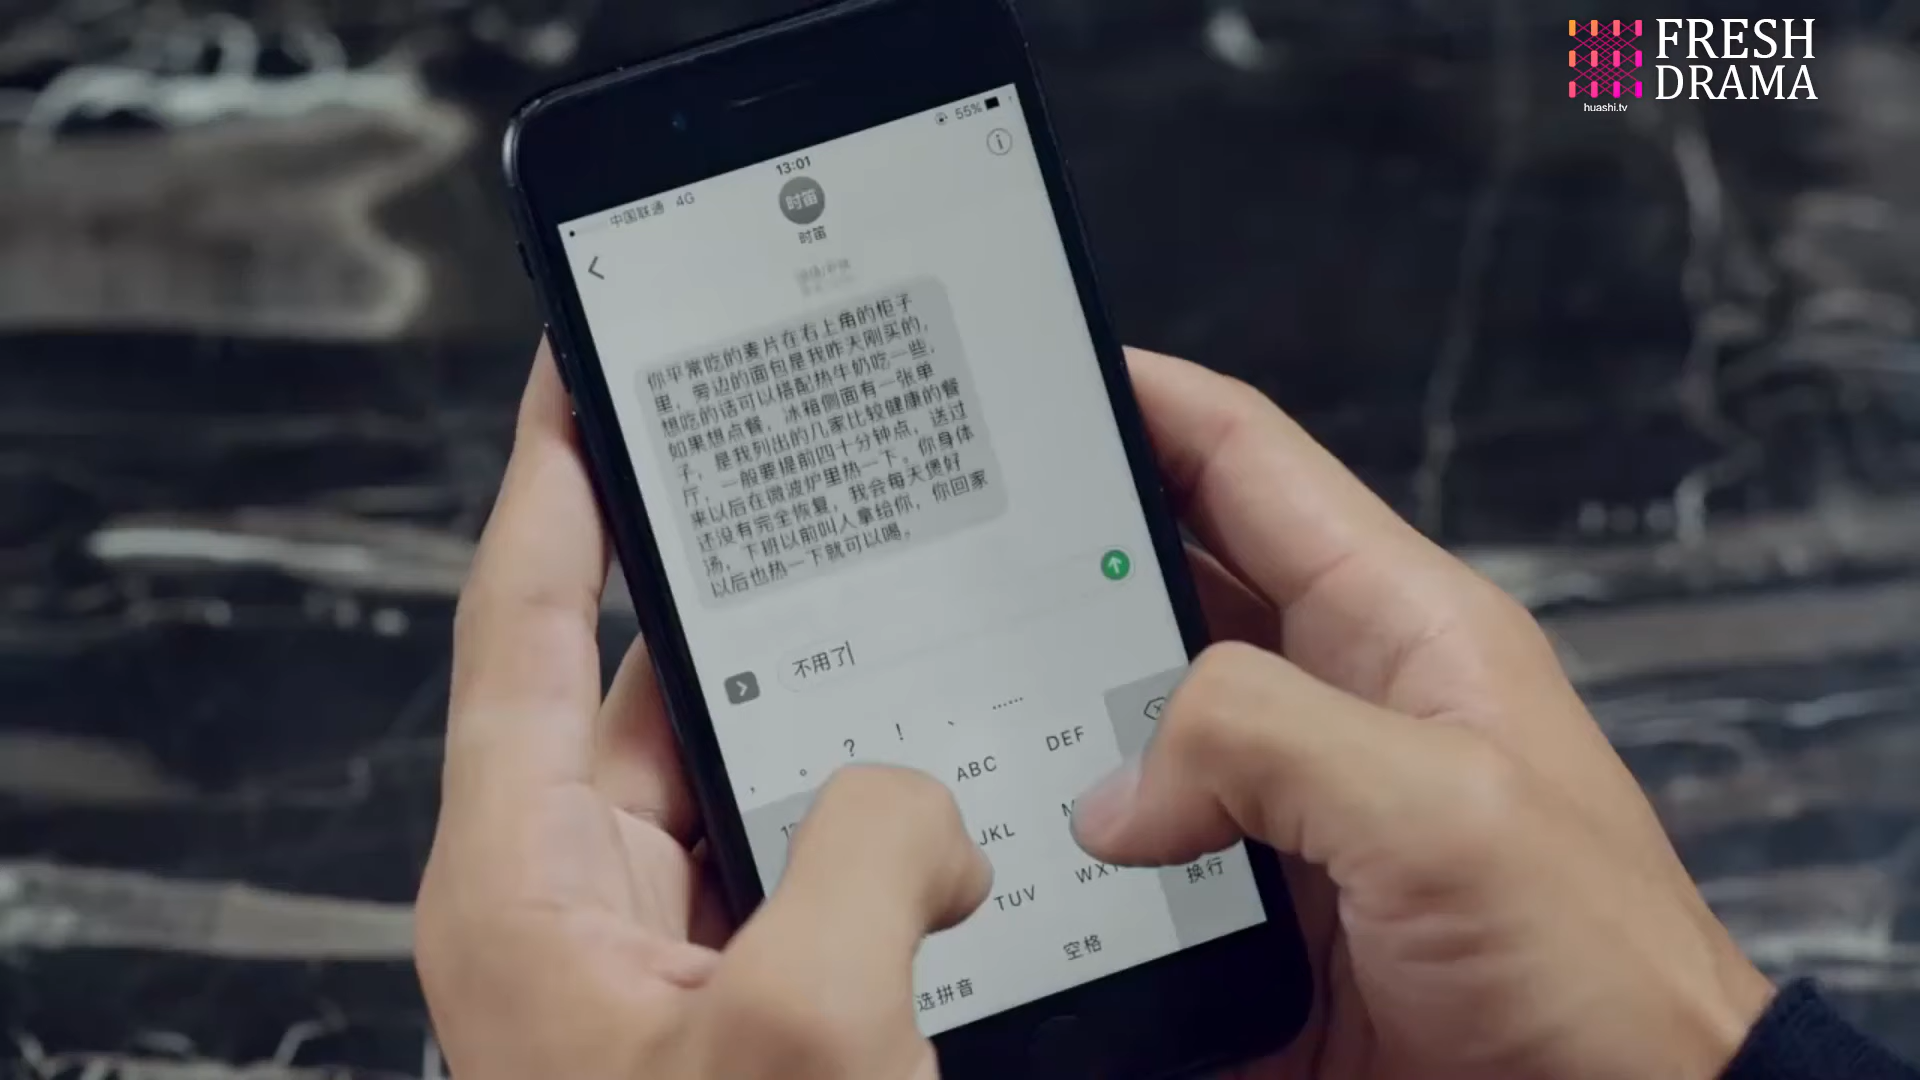 FRESH
DRAMA
huashi.tv
中国联通 4G
13:01
55%
时笛
时笛
你平常吃的麦片在右上角的柜子
里，旁边的面包是我昨天刚买的，
想吃的话可以搭配热牛奶吃一些，
如果想点餐，冰箱侧面有一张单
子，是我列出的几家比较健康的餐
厅，一般要提前四十分钟点，送过
来以后在微波炉里热一下。你身体
还没有完全恢复，我会每天煲好
汤，下班以前叫人拿给你，你回家
以后也热一下就可以喝。
不用了
， 。 ? ! 、 ……
ABC DEF
JKL
TUV
换行
选拼音 空格